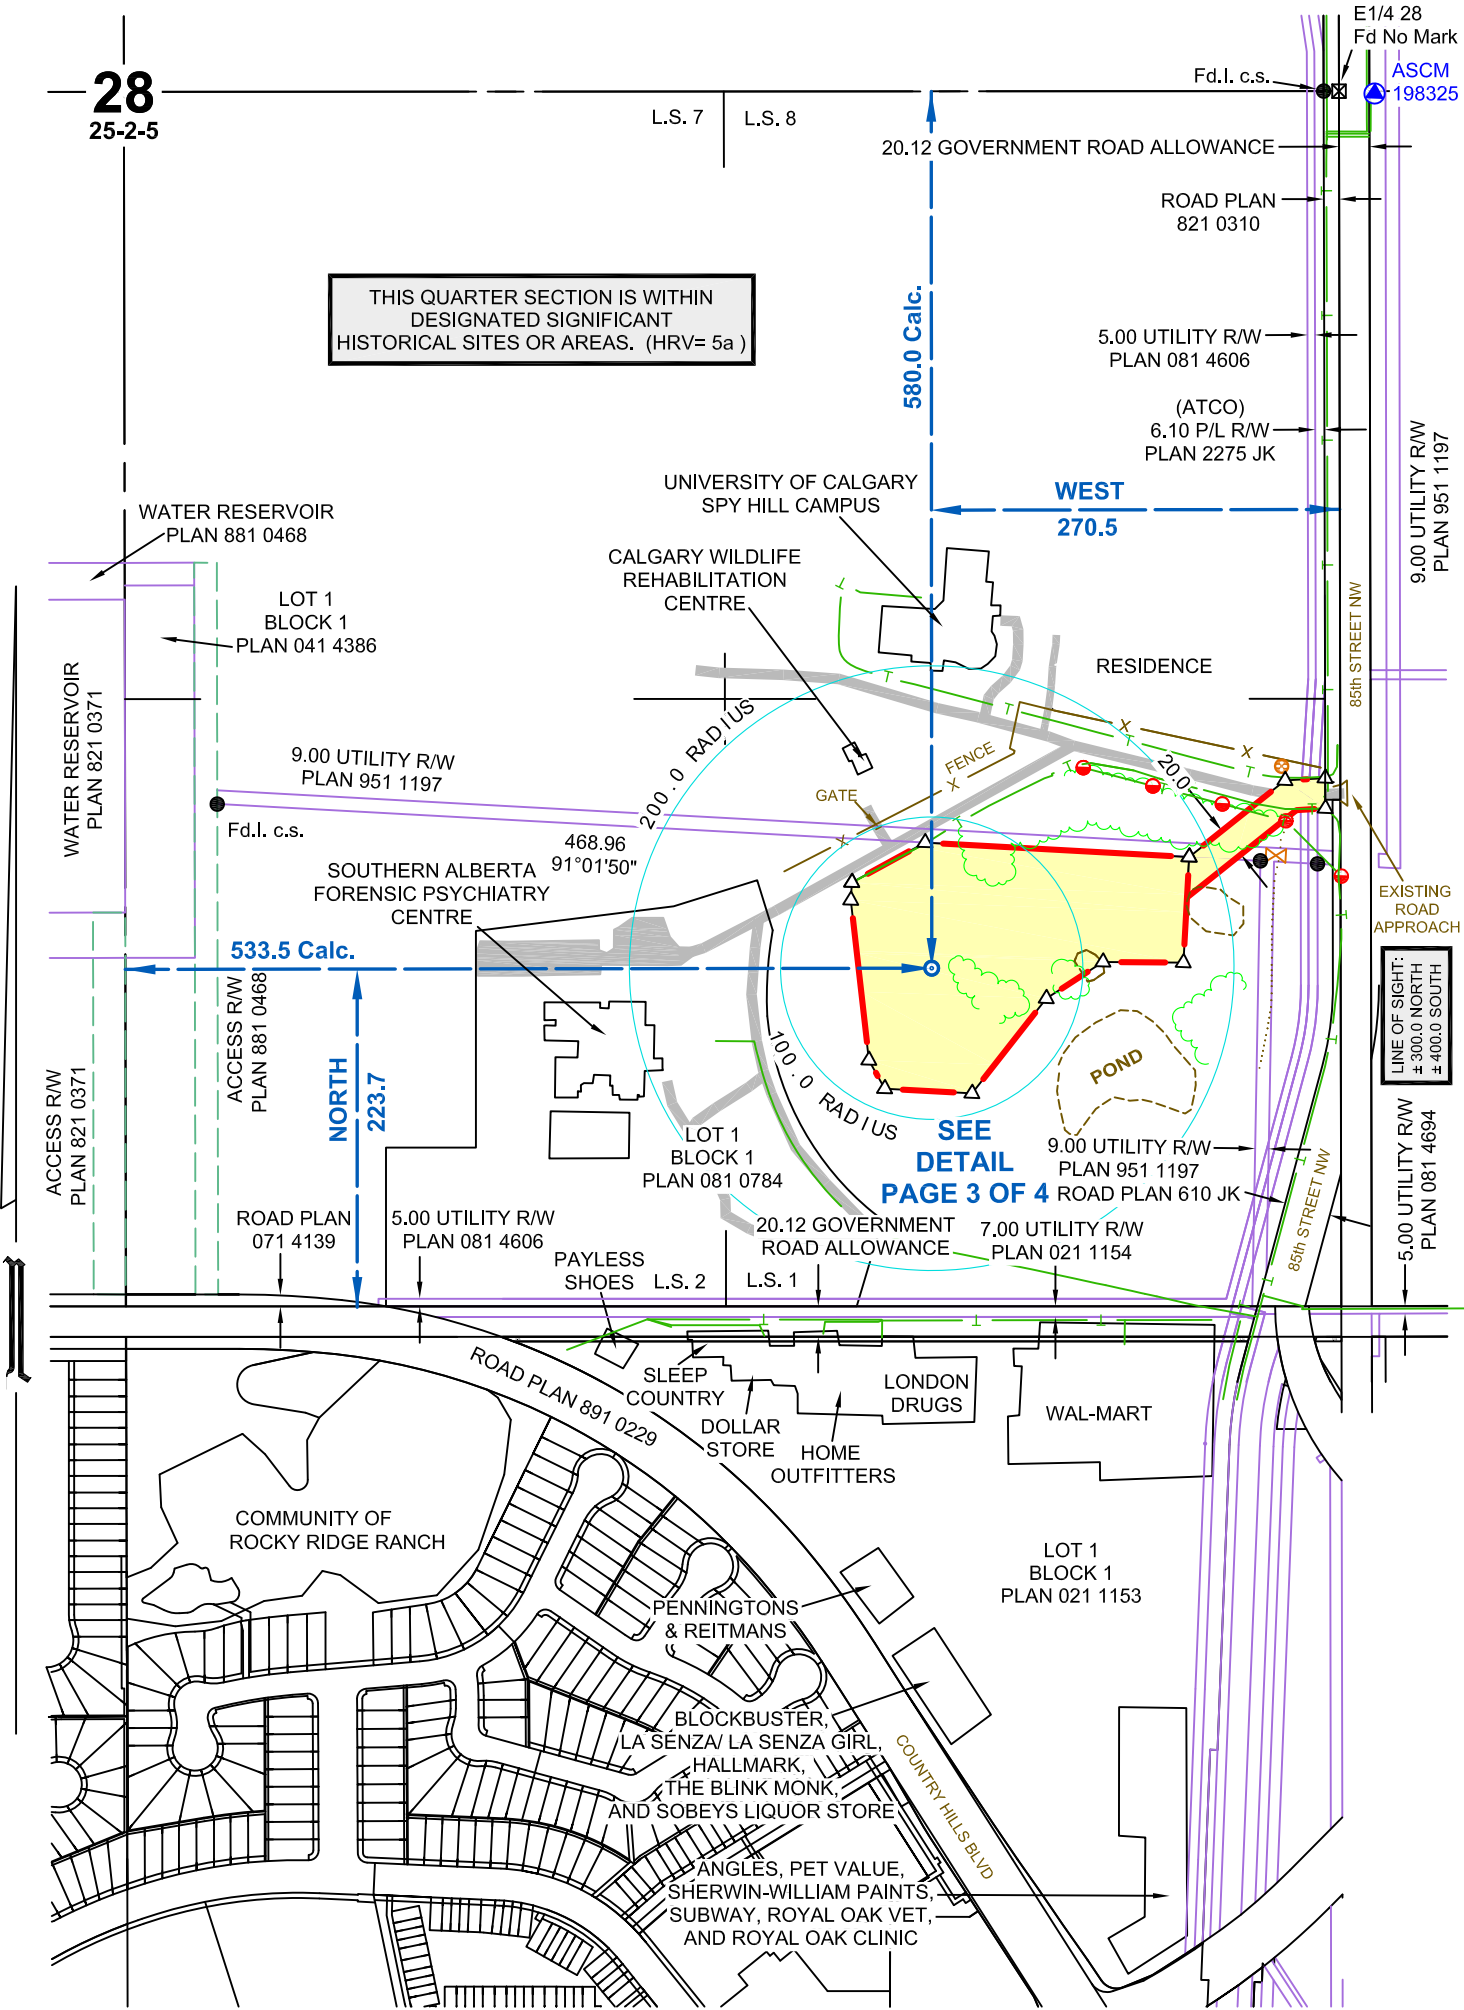 E1/4 28
Fd No Mark
28
25-2-5
Fd.I. c.s.
ASCM
198325
L.S. 7
L.S. 8
20.12 GOVERNMENT ROAD ALLOWANCE
ROAD PLAN
821 0310
THIS QUARTER SECTION IS WITHIN
DESIGNATED SIGNIFICANT
HISTORICAL SITES OR AREAS. (HRV= 5a )
580.0 Calc.
5.00 UTILITY R/W
PLAN 081 4606
(ATCO)
6.10 P/L R/W
PLAN 2275 JK
9.00 UTILITY R/W
PLAN 951 1197
UNIVERSITY OF CALGARY
SPY HILL CAMPUS
WEST
270.5
WATER RESERVOIR
PLAN 881 0468
CALGARY WILDLIFE
REHABILITATION
CENTRE
LOT 1
BLOCK 1
PLAN 041 4386
85th STREET NW
RESIDENCE
WATER RESERVOIR
PLAN 821 0371
T
T
T
T
X
X
X
X
200.0 RADIUS
9.00 UTILITY R/W
PLAN 951 1197
FENCE
20.0
GATE
Fd.I. c.s.
468.96
91°01'50"
SOUTHERN ALBERTA
FORENSIC PSYCHIATRY
CENTRE
EXISTING
ROAD
APPROACH
533.5 Calc.
LINE OF SIGHT:
± 300.0 NORTH
± 400.0 SOUTH
ACCESS R/W
PLAN 881 0468
ACCESS R/W
PLAN 821 0371
NORTH
223.7
100.0 RADIUS
POND
SEE
DETAIL
PAGE 3 OF 4
LOT 1
BLOCK 1
PLAN 081 0784
9.00 UTILITY R/W
PLAN 951 1197
ROAD PLAN 610 JK
5.00 UTILITY R/W
PLAN 081 4694
85th STREET NW
ROAD PLAN
071 4139
5.00 UTILITY R/W
PLAN 081 4606
20.12 GOVERNMENT
ROAD ALLOWANCE
7.00 UTILITY R/W
PLAN 021 1154
PAYLESS
SHOES
L.S. 2
L.S. 1
ROAD PLAN 891 0229
SLEEP
COUNTRY
DOLLAR
STORE
HOME
OUTFITTERS
LONDON
DRUGS
WAL-MART
COMMUNITY OF
ROCKY RIDGE RANCH
LOT 1
BLOCK 1
PLAN 021 1153
PENNINGTONS
& REITMANS
BLOCKBUSTER,
LA SENZA/ LA SENZA GIRL,
HALLMARK,
THE BLINK MONK,
AND SOBEYS LIQUOR STORE
COUNTRY HILLS BLVD
ANGLES, PET VALUE,
SHERWIN-WILLIAM PAINTS,
SUBWAY, ROYAL OAK VET,
AND ROYAL OAK CLINIC